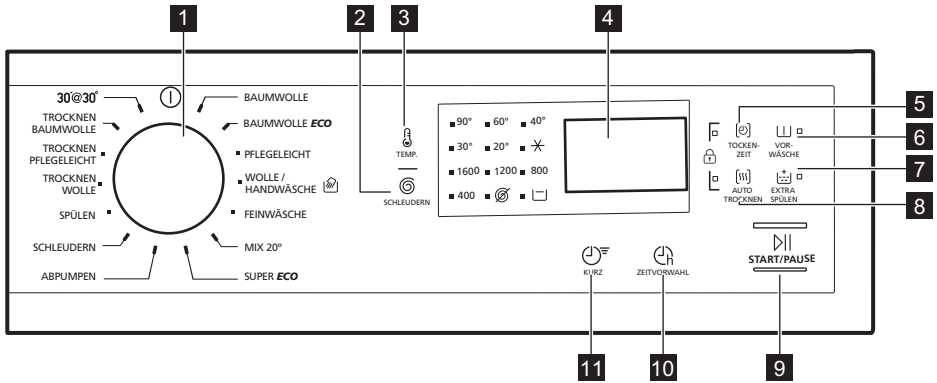 1
2
3
4
5
6
7
8
9
10
11
30'@30°
TROCKNEN
BAUMWOLLE
TROCKNEN
PFLEGELEICHT
TROCKNEN
WOLLE
SPÜLEN
SCHLEUDERN
ABPUMPEN
BAUMWOLLE
BAUMWOLLE ECO
PFLEGELEICHT
WOLLE /
HANDWÄSCHE
FEINWÄSCHE
MIX 20°
SUPER ECO
TEMP.
SCHLEUDERN
90° 60° 40°
30° 20°
1600 1200 800
400
TOCKEN-
ZEIT
VOR-
WÄSCHE
AUTO
TROCKNEN
EXTRA
SPÜLEN
KURZ
h
ZEITVORWAHL
START/PAUSE